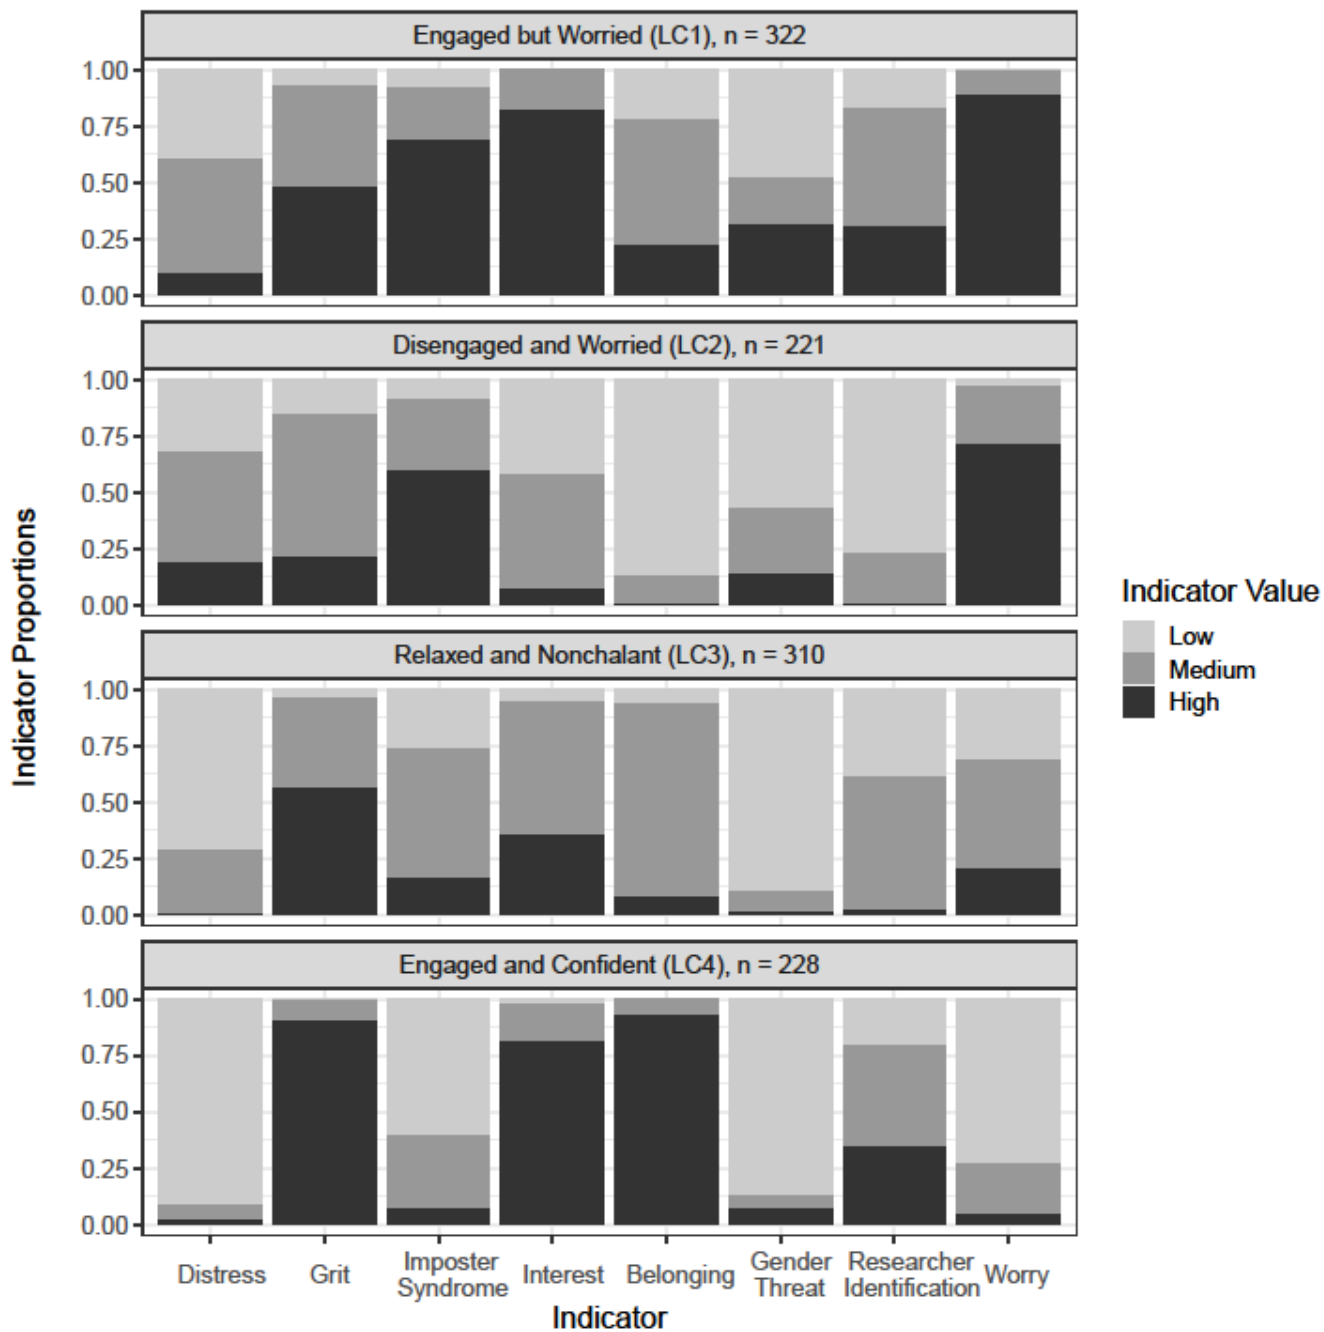 Engaged but Worried (LC1), n = 322
1.00
0.75
0.50
0.25
0.00
Disengaged and Worried (LC2), n = 221
1.00
0.75
0.50
0.25
0.00
Relaxed and Nonchalant (LC3), n = 310
1.00
0.75
0.50
0.25
0.00
Engaged and Confident (LC4), n = 228
1.00
0.75
0.50
0.25
0.00
Indicator Proportions
Distress
Grit
Imposter
Syndrome
Interest
Belonging
Gender
Threat
Researcher
Identification
Worry
Indicator
Indicator Value
Low
Medium
High